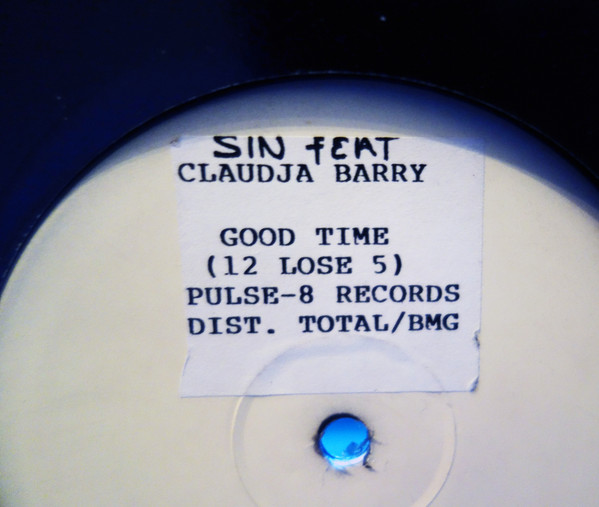 SIN FEAT
CLAUDJA BARRY
GOOD TIME
(12 LOSE 5)
PULSE-8 RECORDS
DIST. TOTAL/BMG